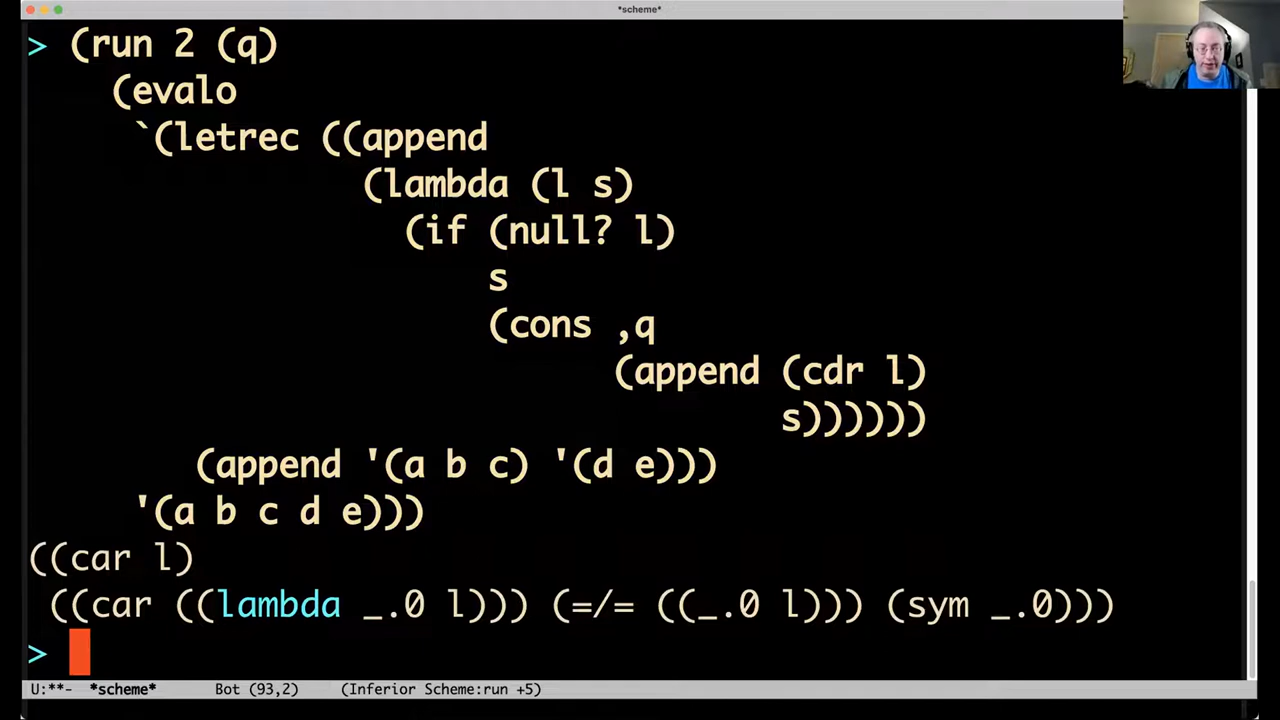 *scheme*
> (run 2 (q)
(evalo
`(letrec ((append
(lambda (l s)
(if (null? l)
s
(cons ,q
(append (cdr l)
s))))))
(append '(a b c) '(d e)))
'(a b c d e)))
((car l)
((car ((lambda _.0 l))) (=/= ((_.0 l))) (sym _.0)))
>
U:**- *scheme* Bot (93,2) (Inferior Scheme:run +5)